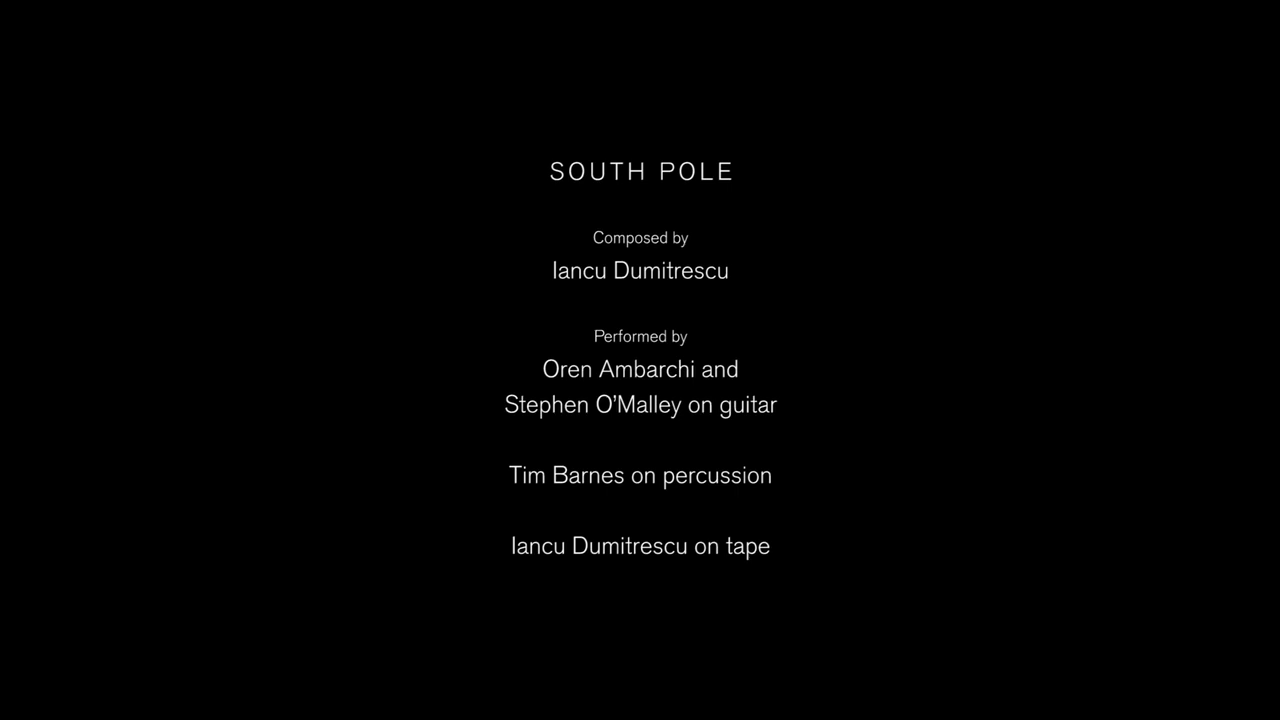 SOUTH POLE
Composed by
Iancu Dumitrescu
Performed by
Oren Ambarchi and
Stephen O’Malley on guitar
Tim Barnes on percussion
Iancu Dumitrescu on tape